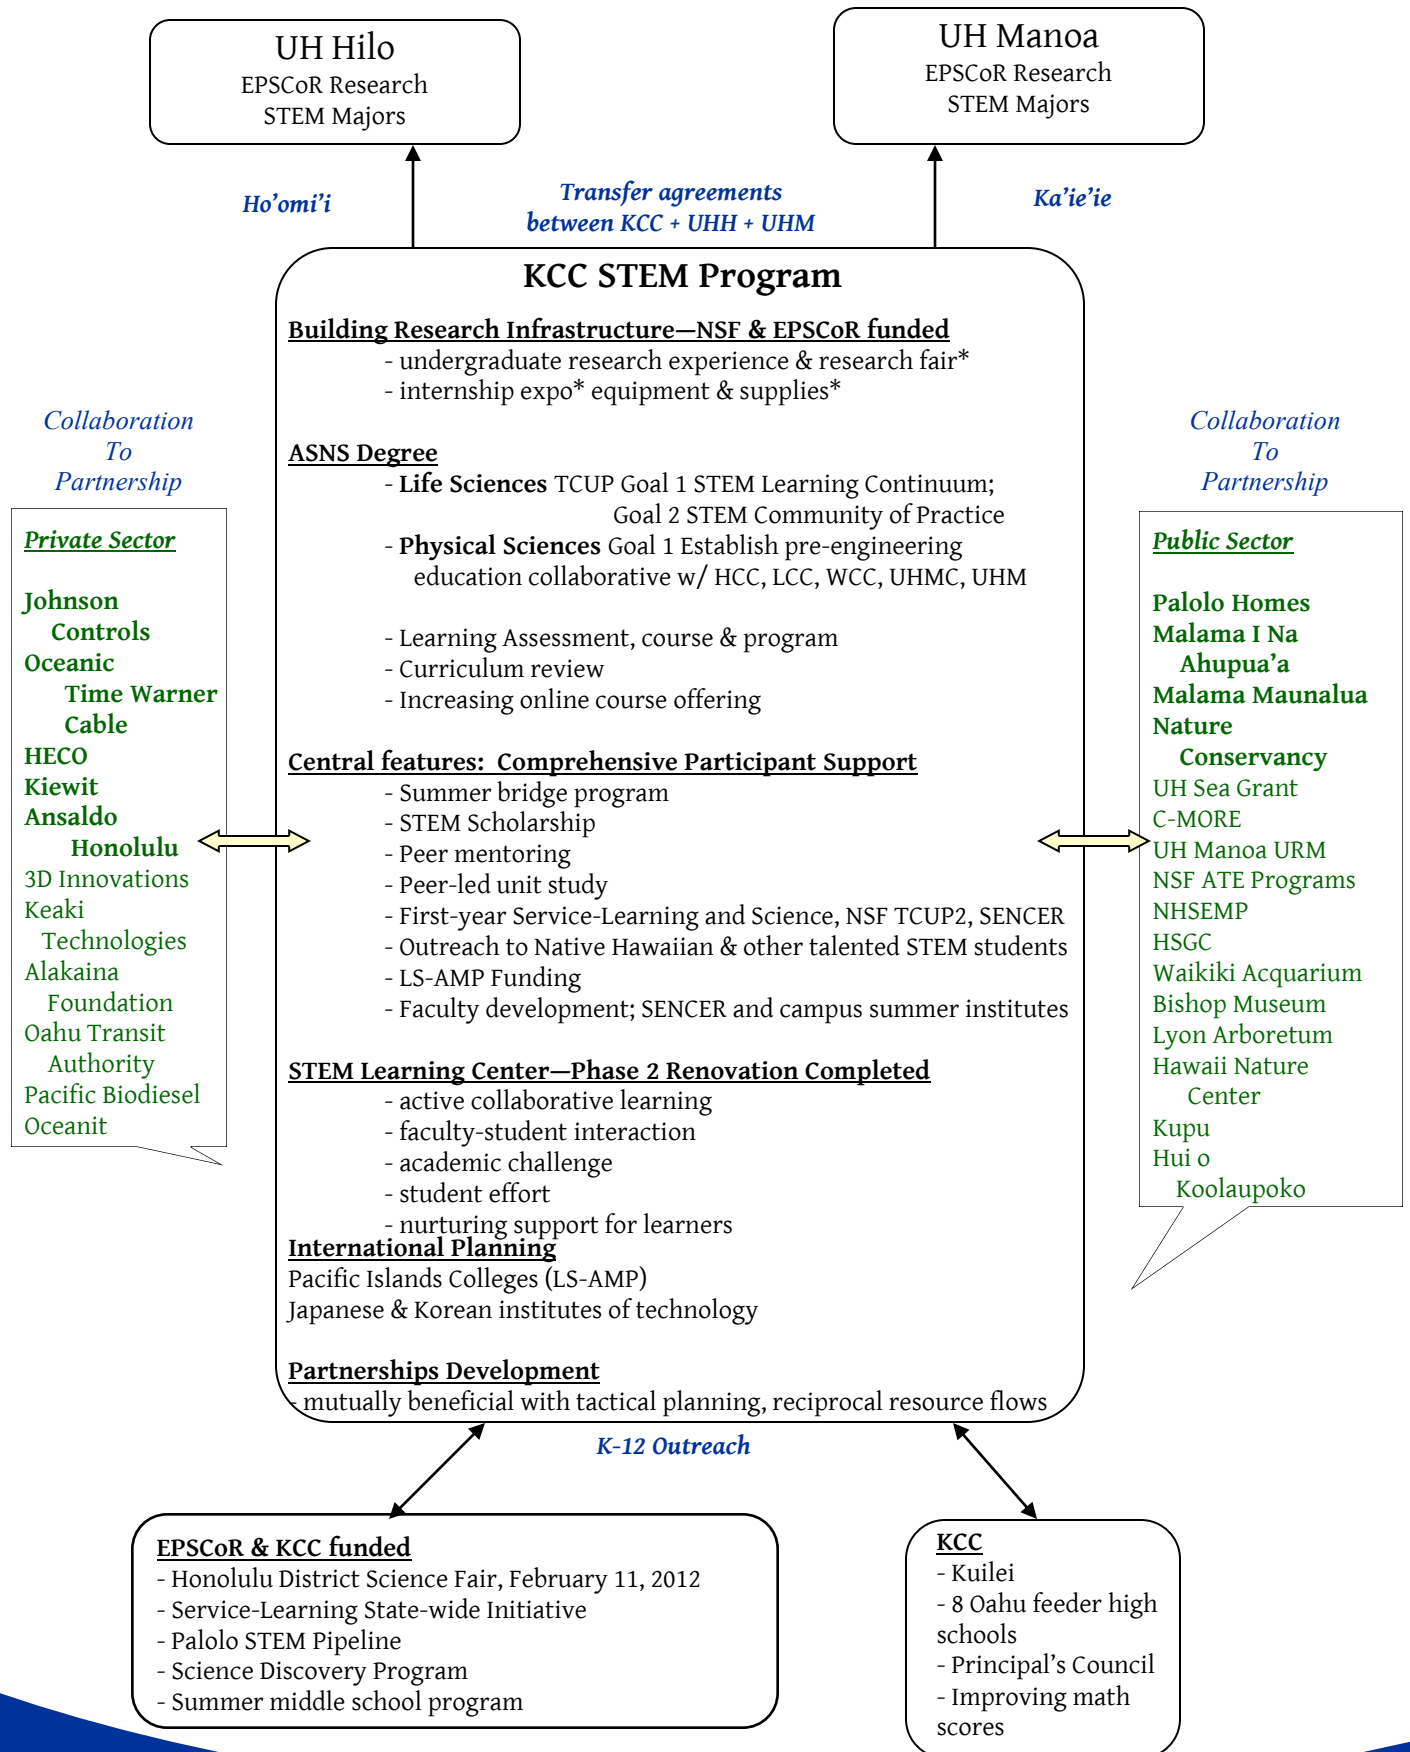 UH Hilo
EPSCoR Research
STEM Majors
UH Manoa
EPSCoR Research
STEM Majors
Ho’omi’i
Transfer agreements
between KCC + UHH + UHM
Ka’ie’ie
KCC STEM Program
Building Research Infrastructure—NSF & EPSCoR funded
- undergraduate research experience & research fair*
- internship expo* equipment & supplies*
ASNS Degree
- Life Sciences TCUP Goal 1 STEM Learning Continuum;
Goal 2 STEM Community of Practice
- Physical Sciences Goal 1 Establish pre-engineering
education collaborative w/ HCC, LCC, WCC, UHMC, UHM
- Learning Assessment, course & program
- Curriculum review
- Increasing online course offering
Central features:  Comprehensive Participant Support
- Summer bridge program
- STEM Scholarship
- Peer mentoring
- Peer-led unit study
- First-year Service-Learning and Science, NSF TCUP2, SENCER
- Outreach to Native Hawaiian & other talented STEM students
- LS-AMP Funding
- Faculty development; SENCER and campus summer institutes
STEM Learning Center—Phase 2 Renovation Completed
- active collaborative learning
- faculty-student interaction
- academic challenge
- student effort
- nurturing support for learners
International Planning
Pacific Islands Colleges (LS-AMP)
Japanese & Korean institutes of technology
Partnerships Development
- mutually beneficial with tactical planning, reciprocal resource flows
Collaboration
To
Partnership
Private Sector
Johnson
Controls
Oceanic
Time Warner
Cable
HECO
Kiewit
Ansaldo
Honolulu
3D Innovations
Keaki
Technologies
Alakaina
Foundation
Oahu Transit
Authority
Pacific Biodiesel
Oceanit
Collaboration
To
Partnership
Public Sector
Palolo Homes
Malama I Na
Ahupua’a
Malama Maunalua
Nature
Conservancy
UH Sea Grant
C-MORE
UH Manoa URM
NSF ATE Programs
NHSEMP
HSGC
Waikiki Acquarium
Bishop Museum
Lyon Arboretum
Hawaii Nature
Center
Kupu
Hui o
Koolaupoko
K-12 Outreach
EPSCoR & KCC funded
- Honolulu District Science Fair, February 11, 2012
- Service-Learning State-wide Initiative
- Palolo STEM Pipeline
- Science Discovery Program
- Summer middle school program
KCC
- Kuilei
- 8 Oahu feeder high
schools
- Principal’s Council
- Improving math
scores